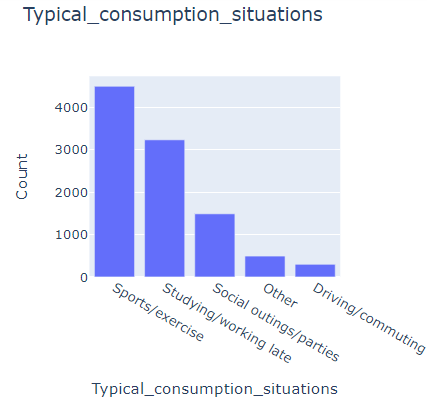 Typical_consumption_situations
Count
4000
3000
2000
1000
0
Sports/exercise
Studying/working late
Social outings/parties
Other
Driving/commuting
Typical_consumption_situations